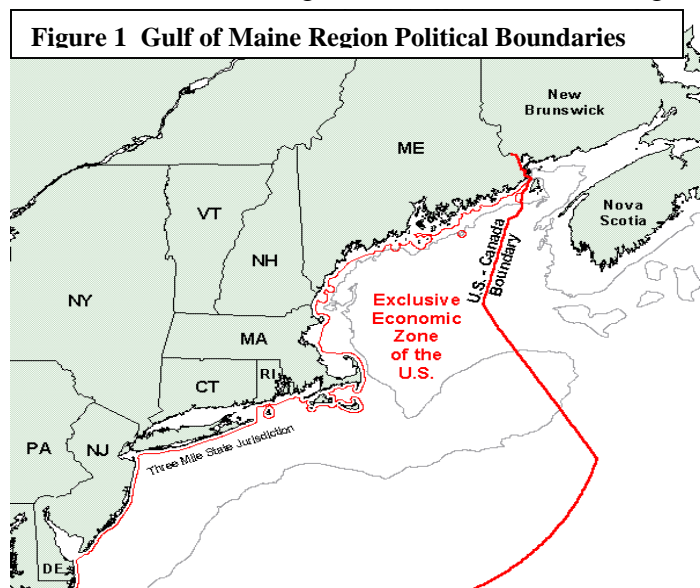 Figure 1 Gulf of Maine Region Political Boundaries
New
Brunswick
ME
Nova
Scotia
VT
NH
U.S. - Canada
Boundary
NY
Exclusive
Economic
Zone
of the
U.S.
MA
CT
RI
PA
NJ
Three Mile State Jurisdiction
DE